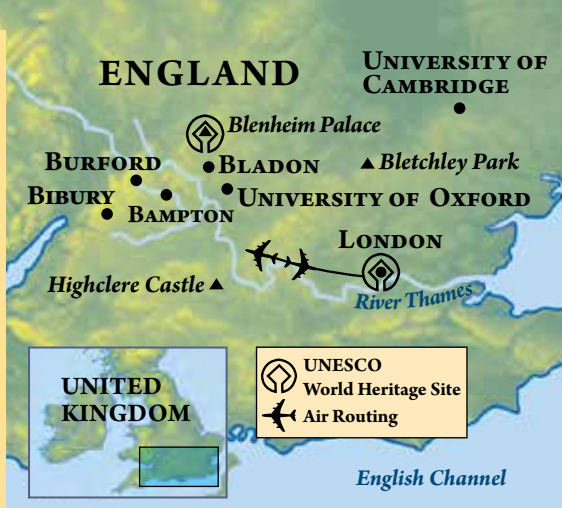 ENGLAND
UNIVERSITY OF
CAMBRIDGE
Blenheim Palace
BURFORD
BLADON
Bletchley Park
BIBURY
BAMPTON
UNIVERSITY OF OXFORD
LONDON
Highclere Castle
River Thames
UNITED
KINGDOM
UNESCO
World Heritage Site
Air Routing
English Channel